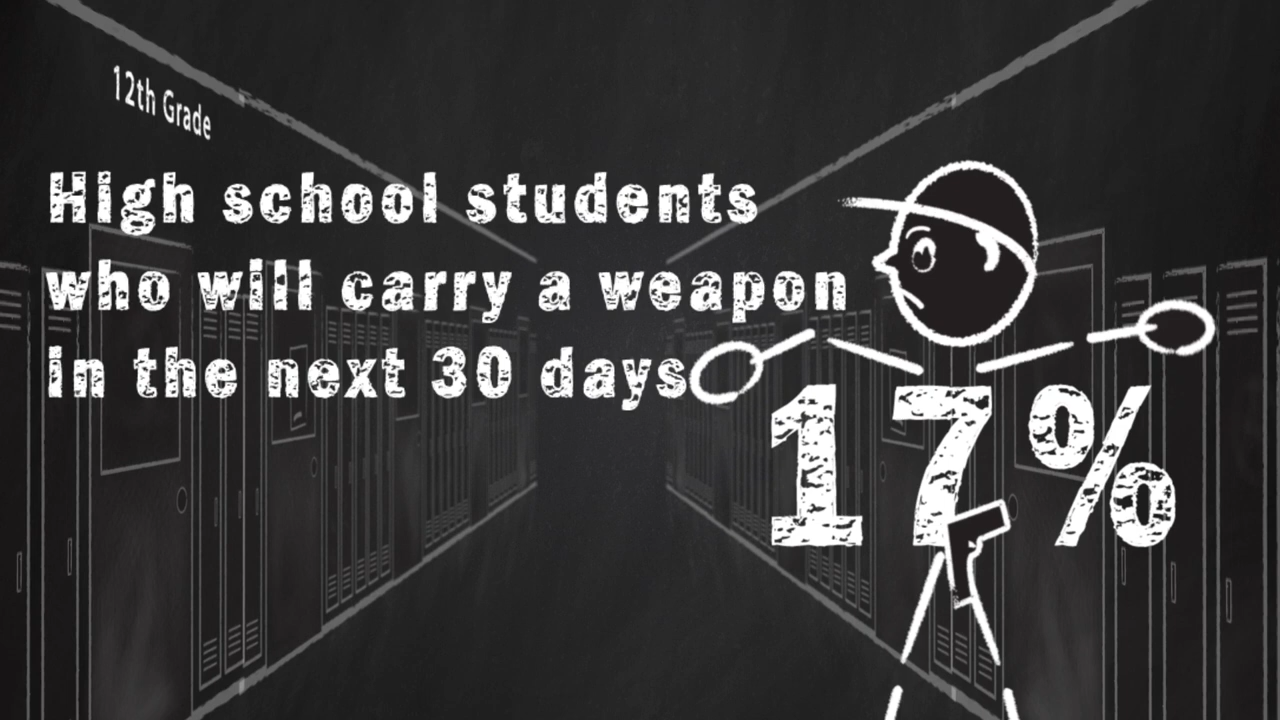 12th Grade
High school students
who will carry a weapon
in the next 30 days
17%